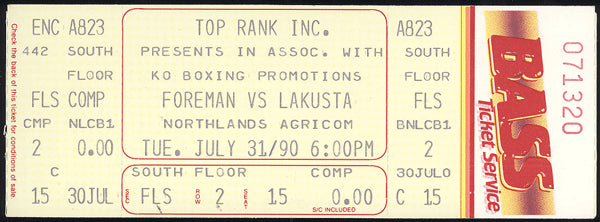 Check the back of this ticket for conditions of sale.
ENC A823
442 SOUTH
FLOOR
FLS COMP
CMP NLCB1
2 0.00
C
15 30JUL
TOP RANK INC.
PRESENTS IN ASSOC. WITH
KO BOXING PROMOTIONS
FOREMAN VS LAKUSTA
NORTHLANDS AGRICOM
TUE. JULY 31/90 6:00PM
SOUTH FLOOR COMP
FLS ROW 2 SEAT 15 0.00
S/C INCLUDED
A823
SOUTH
FLOOR
FLS
BNLCB1
2
30JUL0
C 15
BASS
Ticket Service
071320